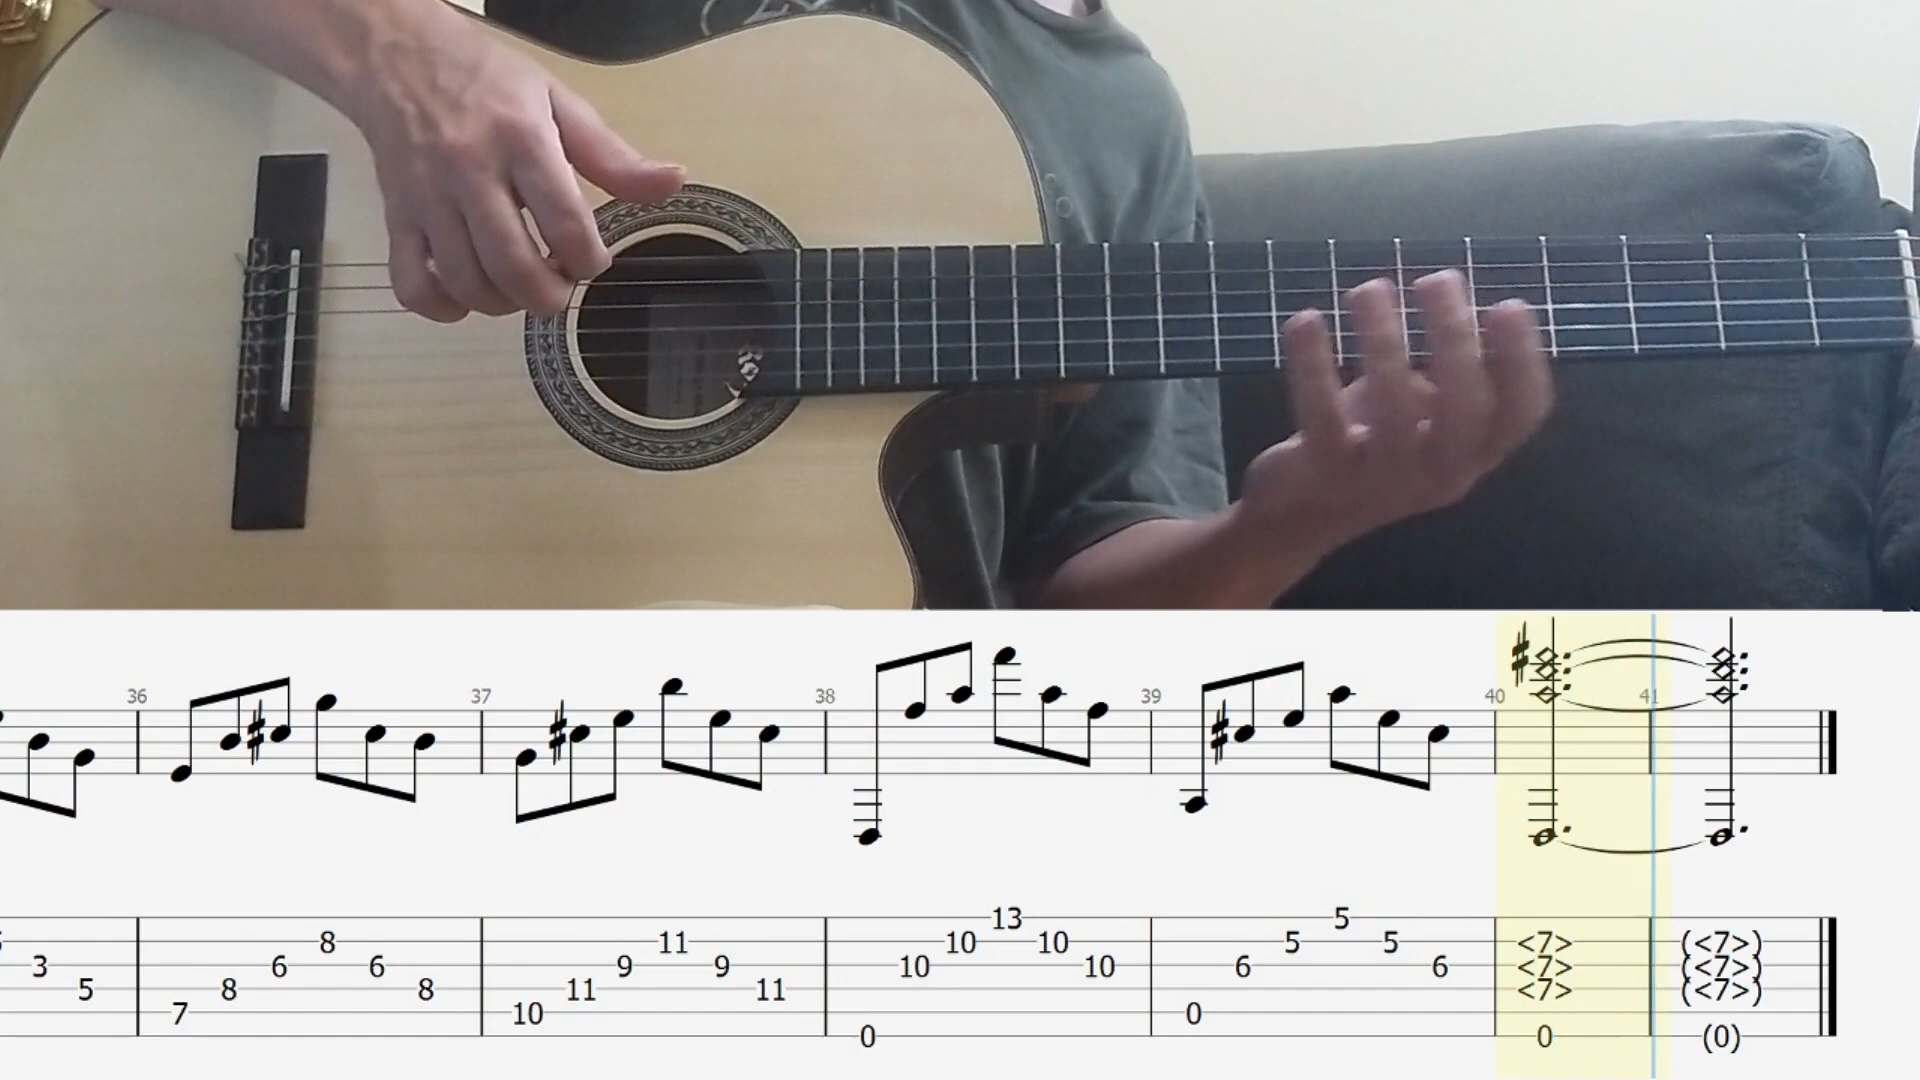 36 37 38 39 40 41
13
8 11 10 10 5 5 5 <7> (<7>)
3 6 6 9 9 10 10 6 6 <7> (<7>)
5 8 8 11 11 <7> (<7>)
7 10 0
0 0 (0)